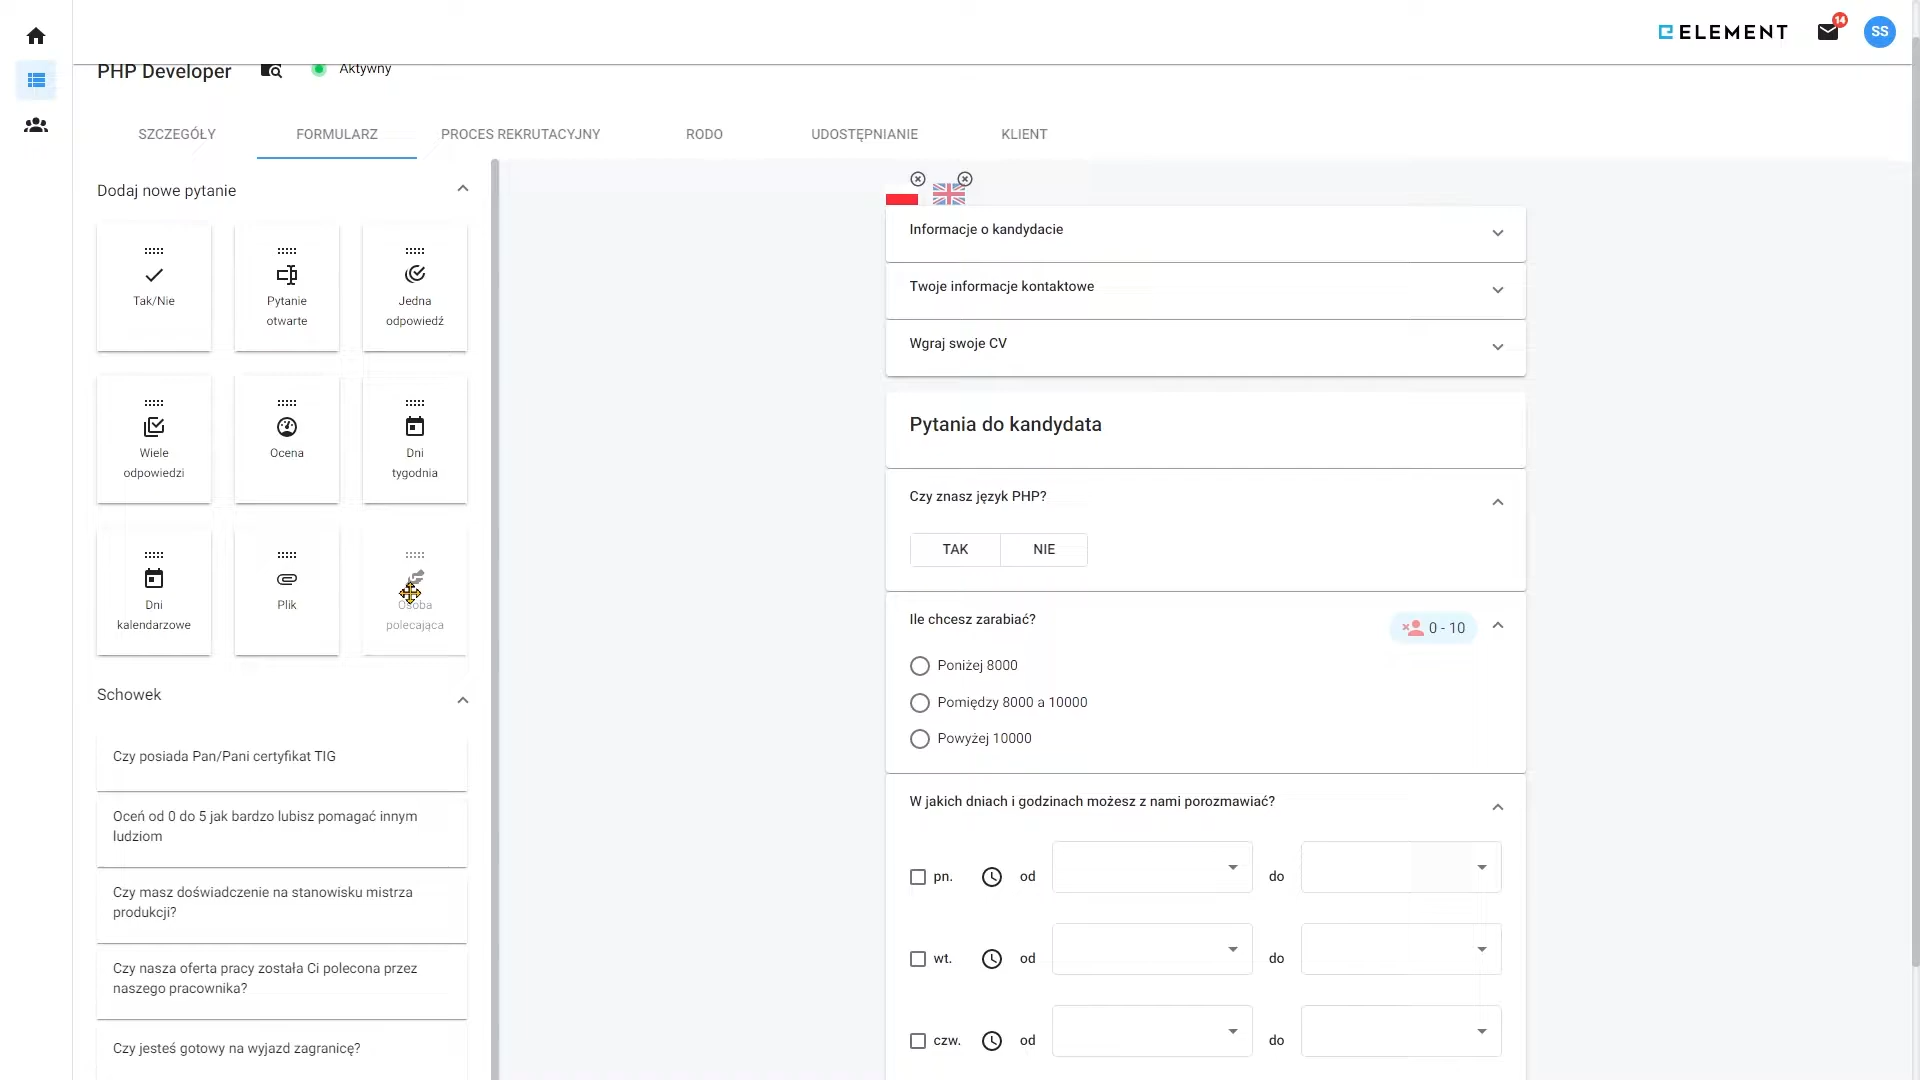 ELEMENT
14
SS
PHP Developer
Aktywny
SZCZEGÓŁY
FORMULARZ
PROCES REKRUTACYJNY
RODO
UDOSTĘPNIANIE
KLIENT
Dodaj nowe pytanie
Tak/Nie
Pytanie
otwarte
Jedna
odpowiedź
Wiele
odpowiedzi
Ocena
Dni
tygodnia
Dni
kalendarzowe
Plik
Osoba
polecająca
Schowek
Czy posiada Pan/Pani certyfikat TIG
Oceń od 0 do 5 jak bardzo lubisz pomagać innym
ludziom
Czy masz doświadczenie na stanowisku mistrza
produkcji?
Czy nasza oferta pracy została Ci polecona przez
naszego pracownika?
Czy jesteś gotowy na wyjazd zagranicę?
Informacje o kandydacie
Twoje informacje kontaktowe
Wgraj swoje CV
Pytania do kandydata
Czy znasz język PHP?
TAK NIE
Ile chcesz zarabiać?
0 - 10
Poniżej 8000
Pomiędzy 8000 a 10000
Powyżej 10000
W jakich dniach i godzinach możesz z nami porozmawiać?
pn. od do
wt. od do
czw. od do